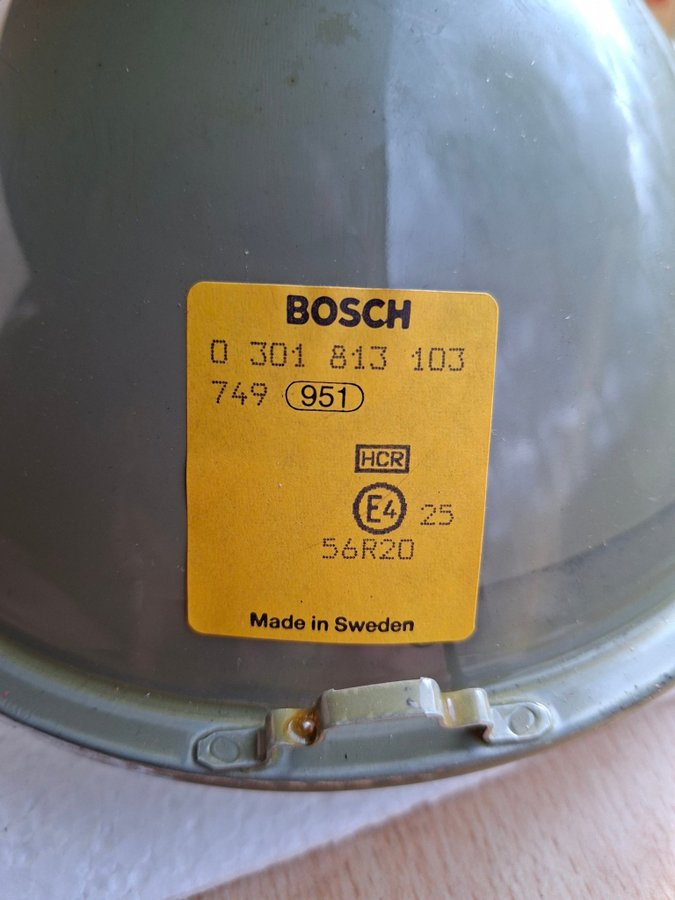 BOSCH
0 301 813 103
749 951
HCR
E4 25
56R20
Made in Sweden